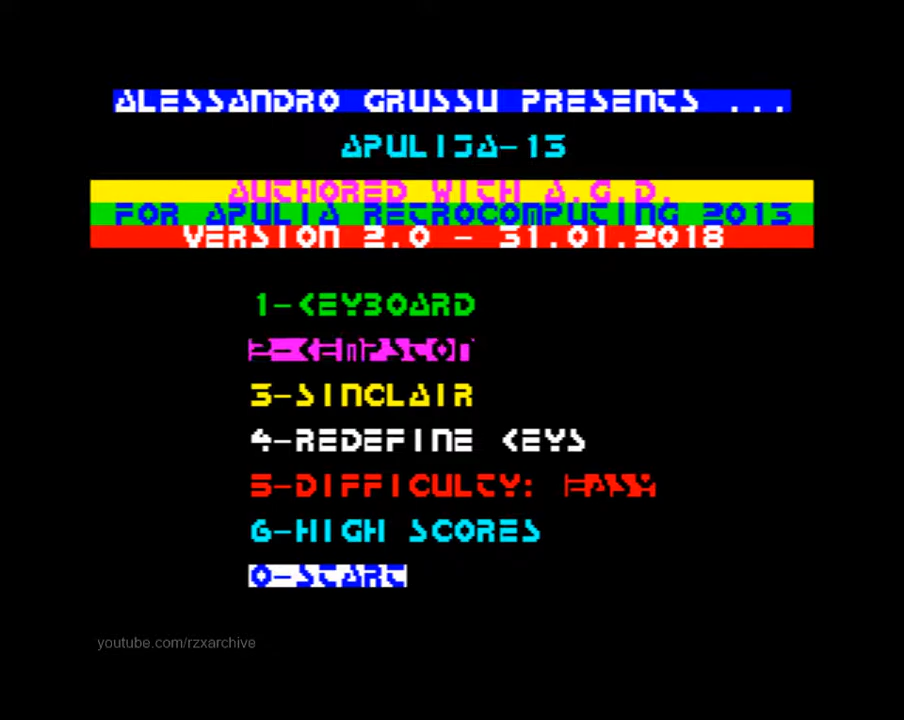 ALESSANDRO GRUSSU PRESENTS ...
APULIJA-13
AUTHORED WITH A.G.D.
FOR APULIA RETROCOMPUTING 2013
VERSION 2.0 - 31.01.2018
1-KEYBOARD
2-KEMPSTON
3-SINCLAIR
4-REDEFINE KEYS
5-DIFFICULTY: EASY
6-HIGH SCORES
0-START
youtube.com/rzxarchive